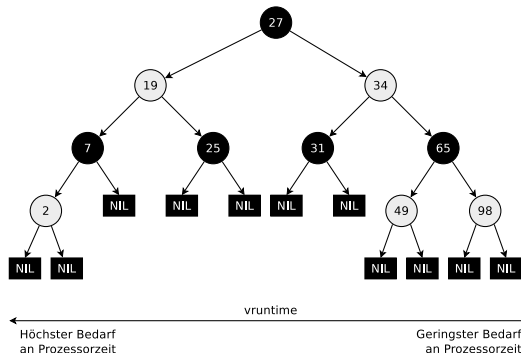 27
19
34
7
25
31
65
2
NIL
NIL
NIL
NIL
NIL
49
98
NIL
NIL
NIL
NIL
NIL
NIL
vruntime
Höchster Bedarf
an Prozessorzeit
Geringster Bedarf
an Prozessorzeit